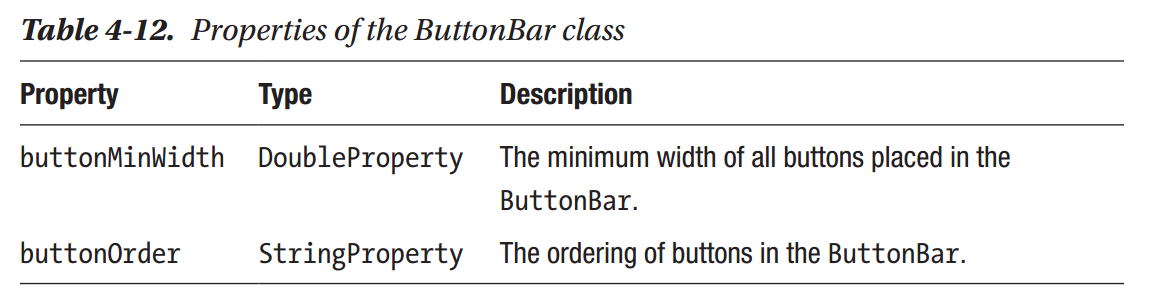 Table 4-12. Properties of the ButtonBar class
Property Type Description
buttonMinWidth DoubleProperty The minimum width of all buttons placed in the
ButtonBar.
buttonOrder StringProperty The ordering of buttons in the ButtonBar.